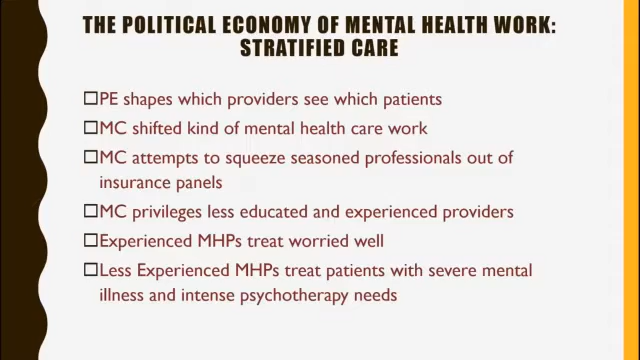 THE POLITICAL ECONOMY OF MENTAL HEALTH WORK:
STRATIFIED CARE
□PE shapes which providers see which patients
□MC shifted kind of mental health care work
□MC attempts to squeeze seasoned professionals out of
insurance panels
□MC privileges less educated and experienced providers
□Experienced MHPs treat worried well
□Less Experienced MHPs treat patients with severe mental
illness and intense psychotherapy needs